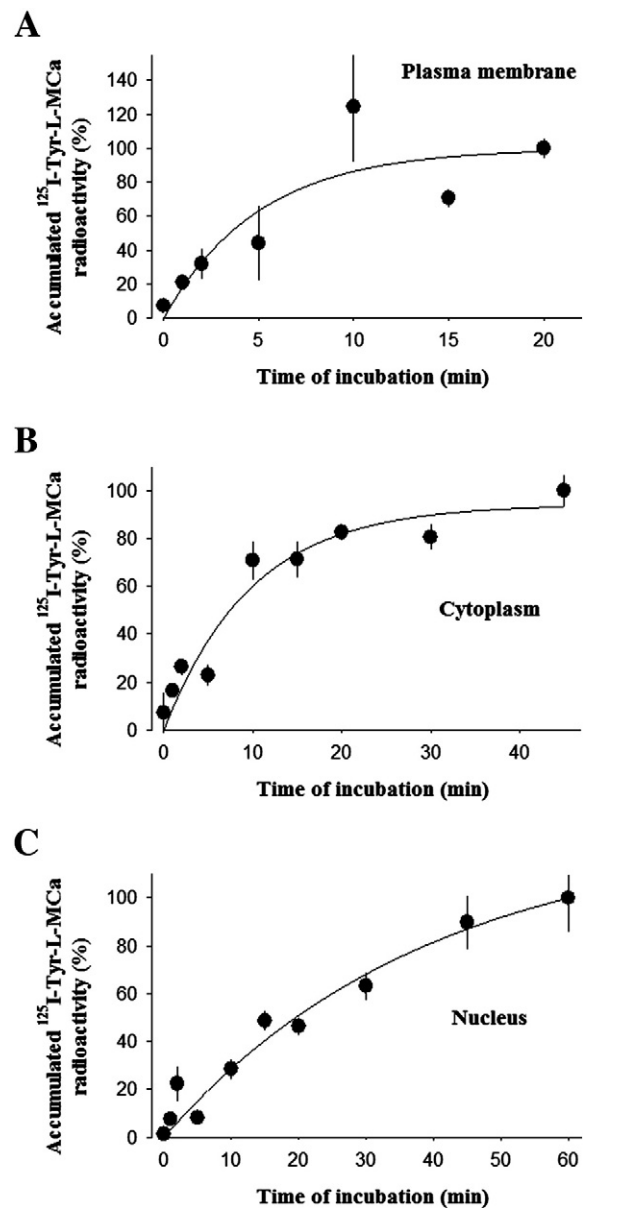 A
Plasma membrane
Accumulated ¹²⁵I-Tyr-L-MCa
radioactivity (%)
140
120
100
80
60
40
20
0
0 5 10 15 20
Time of incubation (min)
B
Accumulated ¹²⁵I-Tyr-L-MCa
radioactivity (%)
100
80
60
40
20
0
Cytoplasm
0 10 20 30 40
Time of incubation (min)
C
Accumulated ¹²⁵I-Tyr-L-MCa
radioactivity (%)
100
80
60
40
20
0
Nucleus
0 10 20 30 40 50 60
Time of incubation (min)